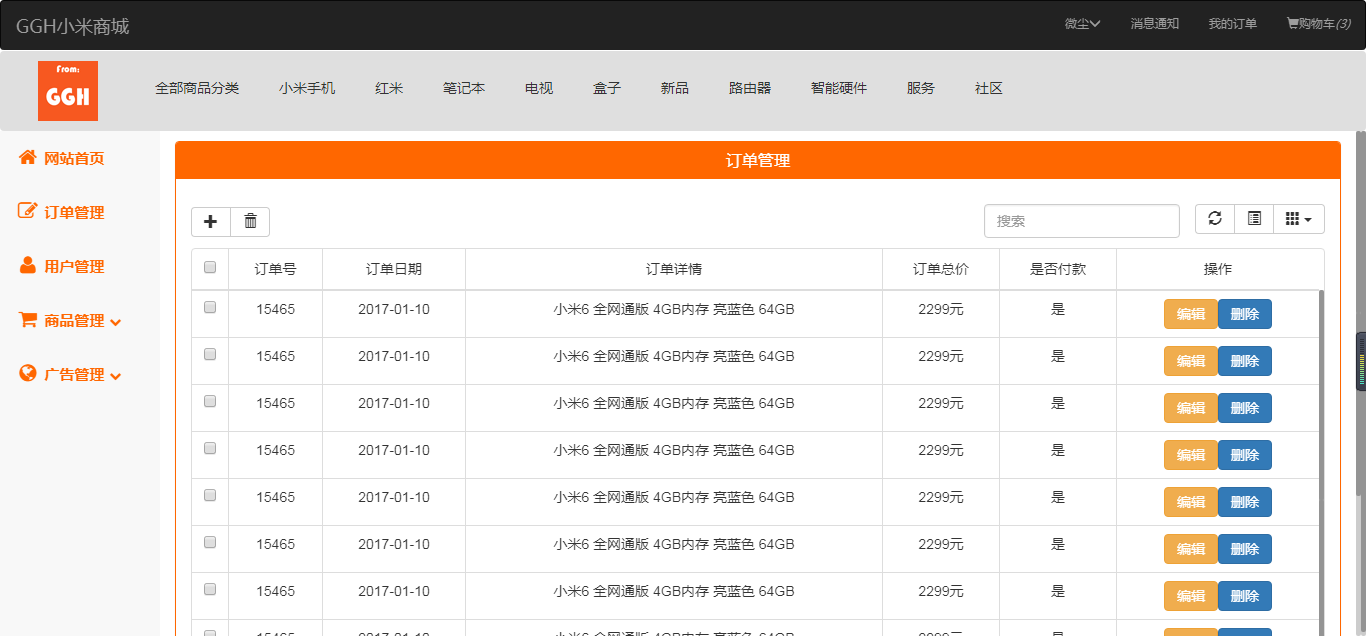 GGH小米商城 微尘 消息通知 我的订单 购物车(3)
From:
GGH
全部商品分类 小米手机 红米 笔记本 电视 盒子 新品 路由器 智能硬件 服务 社区
网站首页
订单管理
用户管理
商品管理
广告管理
订单管理
搜索
订单号 订单日期 订单详情 订单总价 是否付款 操作
15465 2017-01-10 小米6 全网通版 4GB内存 亮蓝色 64GB 2299元 是 编辑 删除
15465 2017-01-10 小米6 全网通版 4GB内存 亮蓝色 64GB 2299元 是 编辑 删除
15465 2017-01-10 小米6 全网通版 4GB内存 亮蓝色 64GB 2299元 是 编辑 删除
15465 2017-01-10 小米6 全网通版 4GB内存 亮蓝色 64GB 2299元 是 编辑 删除
15465 2017-01-10 小米6 全网通版 4GB内存 亮蓝色 64GB 2299元 是 编辑 删除
15465 2017-01-10 小米6 全网通版 4GB内存 亮蓝色 64GB 2299元 是 编辑 删除
15465 2017-01-10 小米6 全网通版 4GB内存 亮蓝色 64GB 2299元 是 编辑 删除